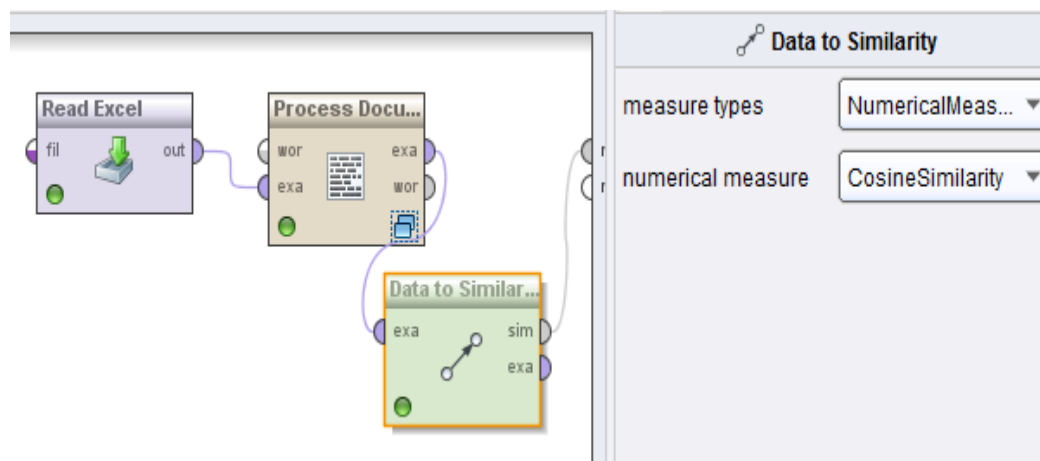 Read Excel
fil
out
Process Docu...
wor
exa
exa
wor
Data to Similar...
exa
sim
exa
r
r
Data to Similarity
measure types
NumericalMeas...
numerical measure
CosineSimilarity